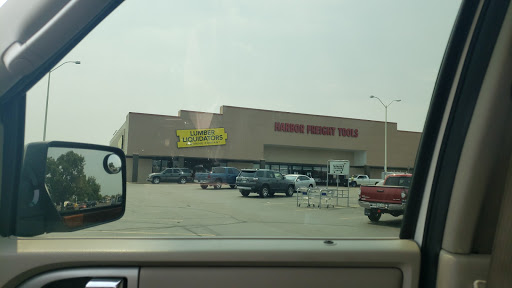 LUMBER
LIQUIDATORS
HARBOR FREIGHT TOOLS